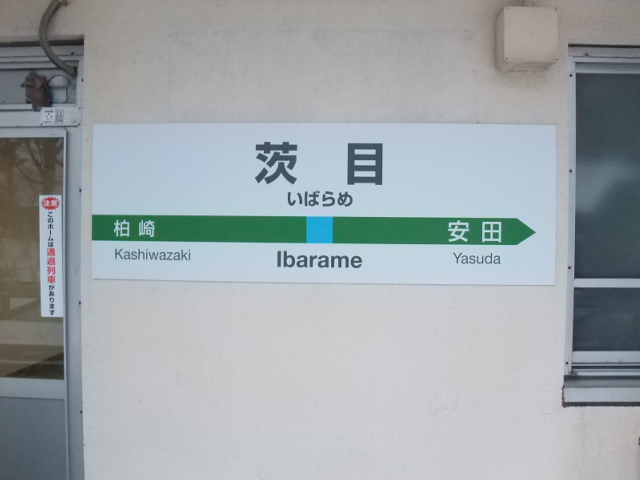 茨目
いばらめ
柏崎
安田
Kashiwazaki
Ibarame
Yasuda
注意
このホームは通過列車があります